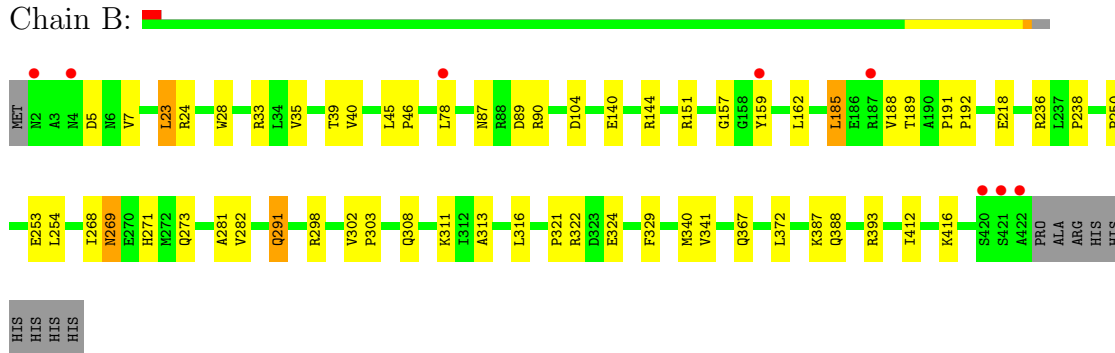 Chain B:
MET N2 A3 N4 D5 N6 V7 L23 R24 W28 R33 L34 V35 T39 V40 L45 P46 L78 N87 R88 D89 R90 D104 E140 R144 R151 G157 G158 Y159 L162 L185 E186 R187 V188 T189 A190 P191 P192 E218 R236 L237 P238
E253 L254 I268 N269 E270 H271 M272 Q273 A281 V282 Q291 R298 V302 P303 Q308 K311 I312 A313 L316 P321 R322 D323 E324 F329 M340 V341 Q367 L372 K387 Q388 R393 I412 K416 S420 S421 A422 PRO ALA ARG HIS HIS
HIS HIS HIS HIS